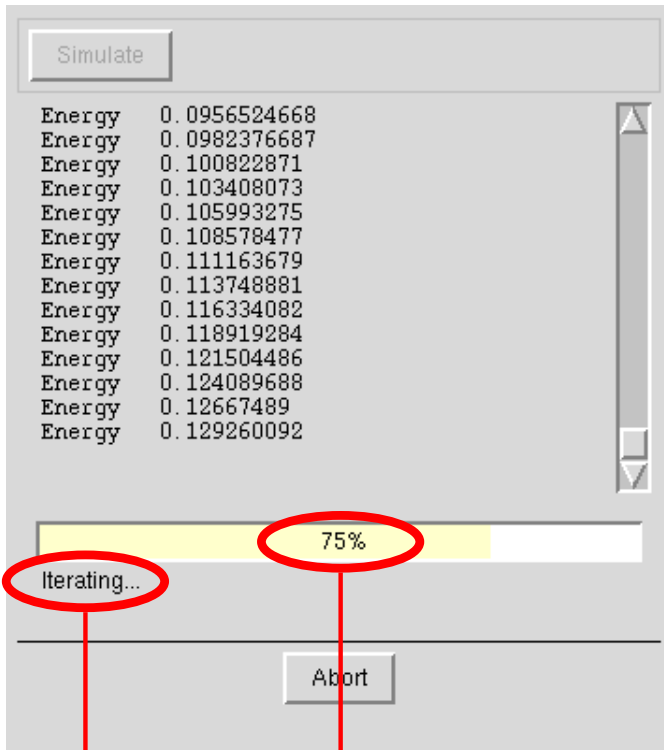 Simulate
Energy 0.0956524668
Energy 0.0982376687
Energy 0.100822871
Energy 0.103408073
Energy 0.105993275
Energy 0.108578477
Energy 0.111163679
Energy 0.113748881
Energy 0.116334082
Energy 0.118919284
Energy 0.121504486
Energy 0.124089688
Energy 0.12667489
Energy 0.129260092
75%
Iterating...
Abort